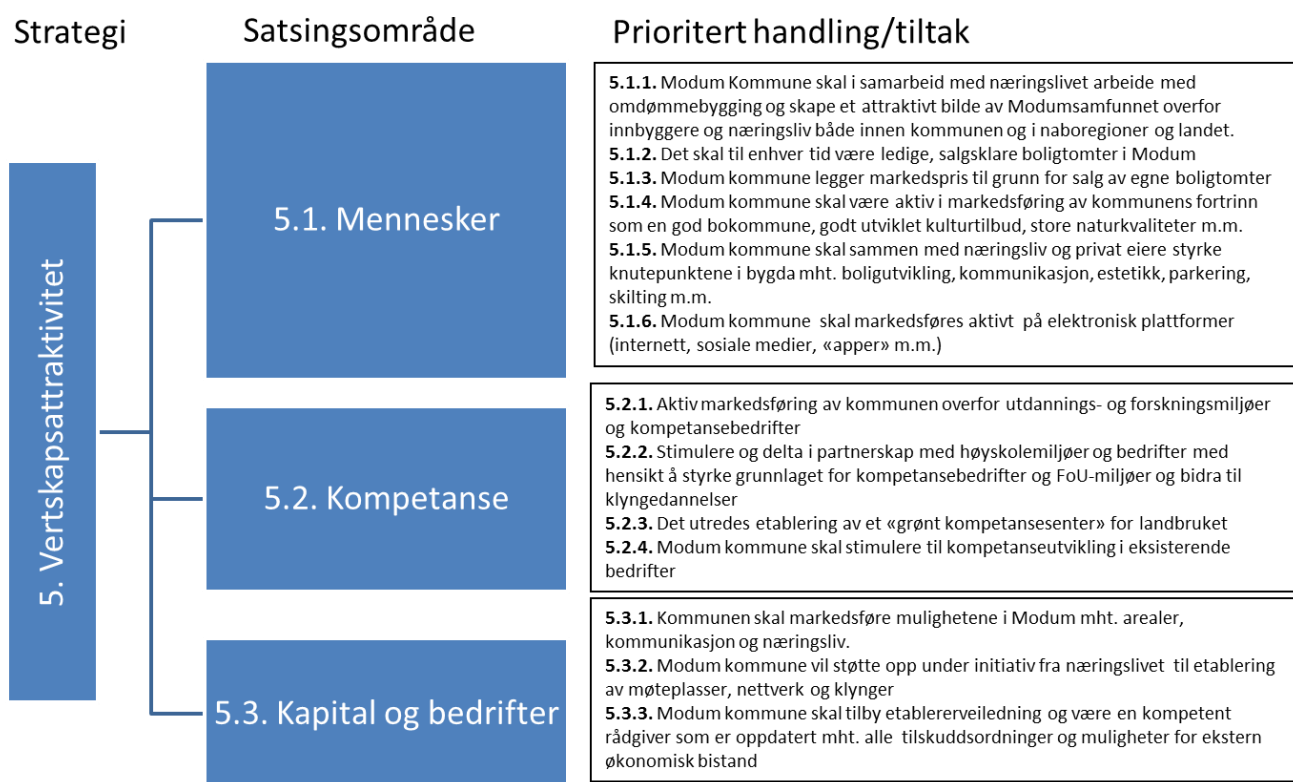 Strategi
Satsingsområde
Prioritert handling/tiltak
5. Vertskapsattraktivitet
5.1. Mennesker
5.1.1. Modum Kommune skal i samarbeid med næringslivet arbeide med
omdømmebygging og skape et attraktivt bilde av Modumsamfunnet overfor
innbyggere og næringsliv både innen kommunen og i naboregioner og landet.
5.1.2. Det skal til enhver tid være ledige, salgsklare boligtomter i Modum
5.1.3. Modum kommune legger markedspris til grunn for salg av egne boligtomter
5.1.4. Modum kommune skal være aktiv i markedsføring av kommunens fortrinn
som en god bokommune, godt utviklet kulturtilbud, store naturkvaliteter m.m.
5.1.5. Modum kommune skal sammen med næringsliv og privat eiere styrke
knutepunktene i bygda mht. boligutvikling, kommunikasjon, estetikk, parkering,
skilting m.m.
5.1.6. Modum kommune skal markedsføres aktivt på elektronisk plattformer
(internett, sosiale medier, «apper» m.m.)
5.2. Kompetanse
5.2.1. Aktiv markedsføring av kommunen overfor utdannings- og forskningsmiljøer
og kompetansebedrifter
5.2.2. Stimulere og delta i partnerskap med høyskolemiljøer og bedrifter med
hensikt å styrke grunnlaget for kompetansebedrifter og FoU-miljøer og bidra til
klyngedannelser
5.2.3. Det utredes etablering av et «grønt kompetansesenter» for landbruket
5.2.4. Modum kommune skal stimulere til kompetanseutvikling i eksisterende
bedrifter
5.3. Kapital og bedrifter
5.3.1. Kommunen skal markedsføre mulighetene i Modum mht. arealer,
kommunikasjon og næringsliv.
5.3.2. Modum kommune vil støtte opp under initiativ fra næringslivet til etablering
av møteplasser, nettverk og klynger
5.3.3. Modum kommune skal tilby etablererveiledning og være en kompetent
rådgiver som er oppdatert mht. alle tilskuddsordninger og muligheter for ekstern
økonomisk bistand